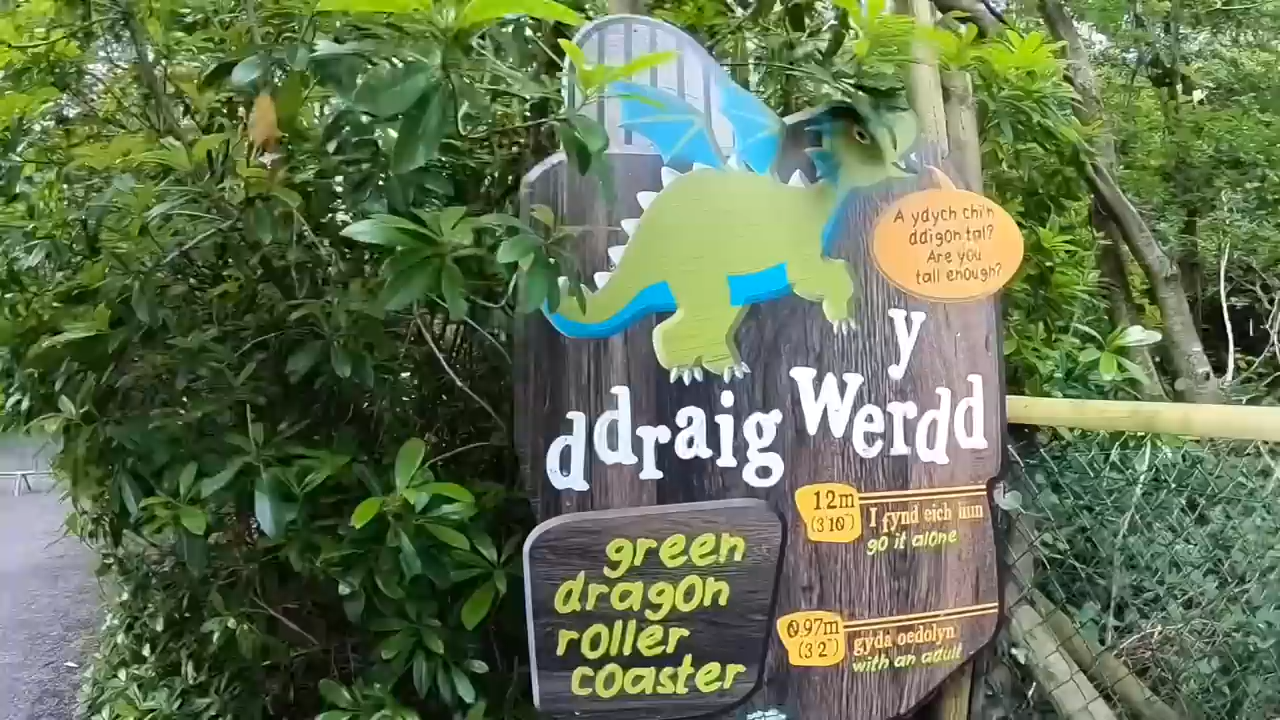 A ydych chi'n
ddigon tal?
Are you
tall enough?
y
ddraig Werdd
green
dragon
roller
coaster
1.2m
(3'10")
I fynd eich hun
go it alone
0.97m
(3'2")
gyda oedolyn
with an adult